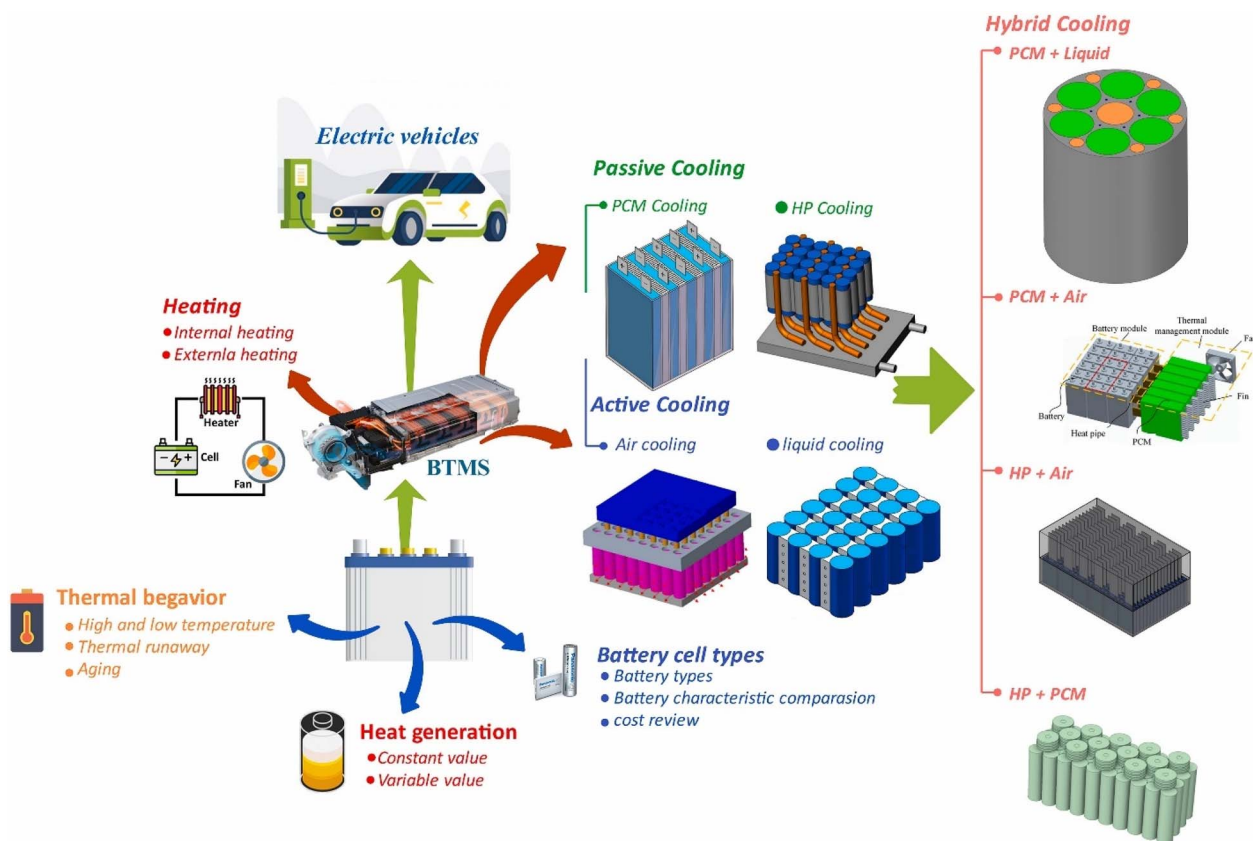 Electric vehicles
Heating
Internal heating
Externla heating
Heater
Cell
Fan
BTMS
Passive Cooling
PCM Cooling
HP Cooling
Active Cooling
Air cooling
liquid cooling
Thermal begavior
High and low temperature
Thermal runaway
Aging
Heat generation
Constant value
Variable value
Battery cell types
Battery types
Battery characteristic comparasion
cost review
Panasonic
Panasonic
Hybrid Cooling
PCM + Liquid
PCM + Air
Battery module
Thermal
management module
Fa
Fin
Battery
Heat pipe
PCM
HP + Air
HP + PCM